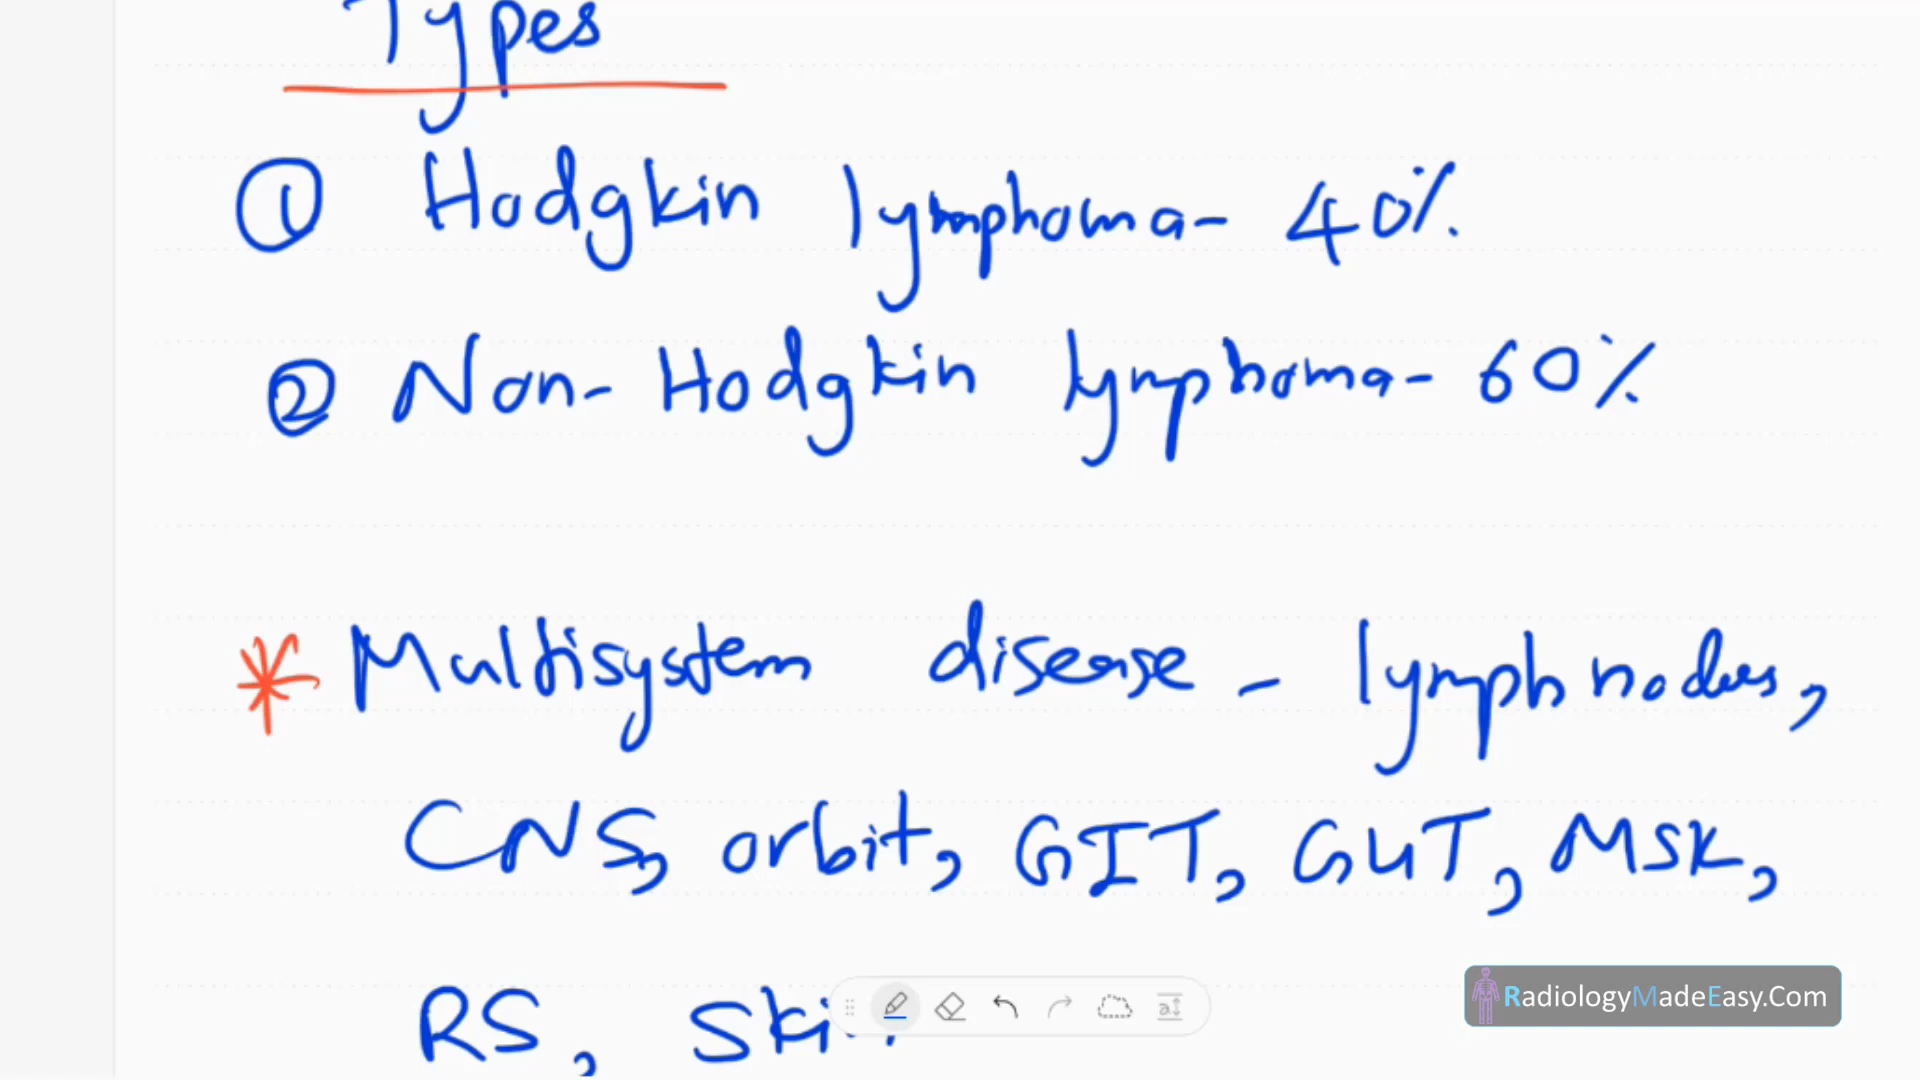 Types
① Hodgkin lymphoma - 40%
② Non-Hodgkin lymphoma - 60%
* Multisystem disease - lymph nodes,
CNS, orbit, GIT, GUT, MSK,
RS, Skin
RadiologyMadeEasy.Com